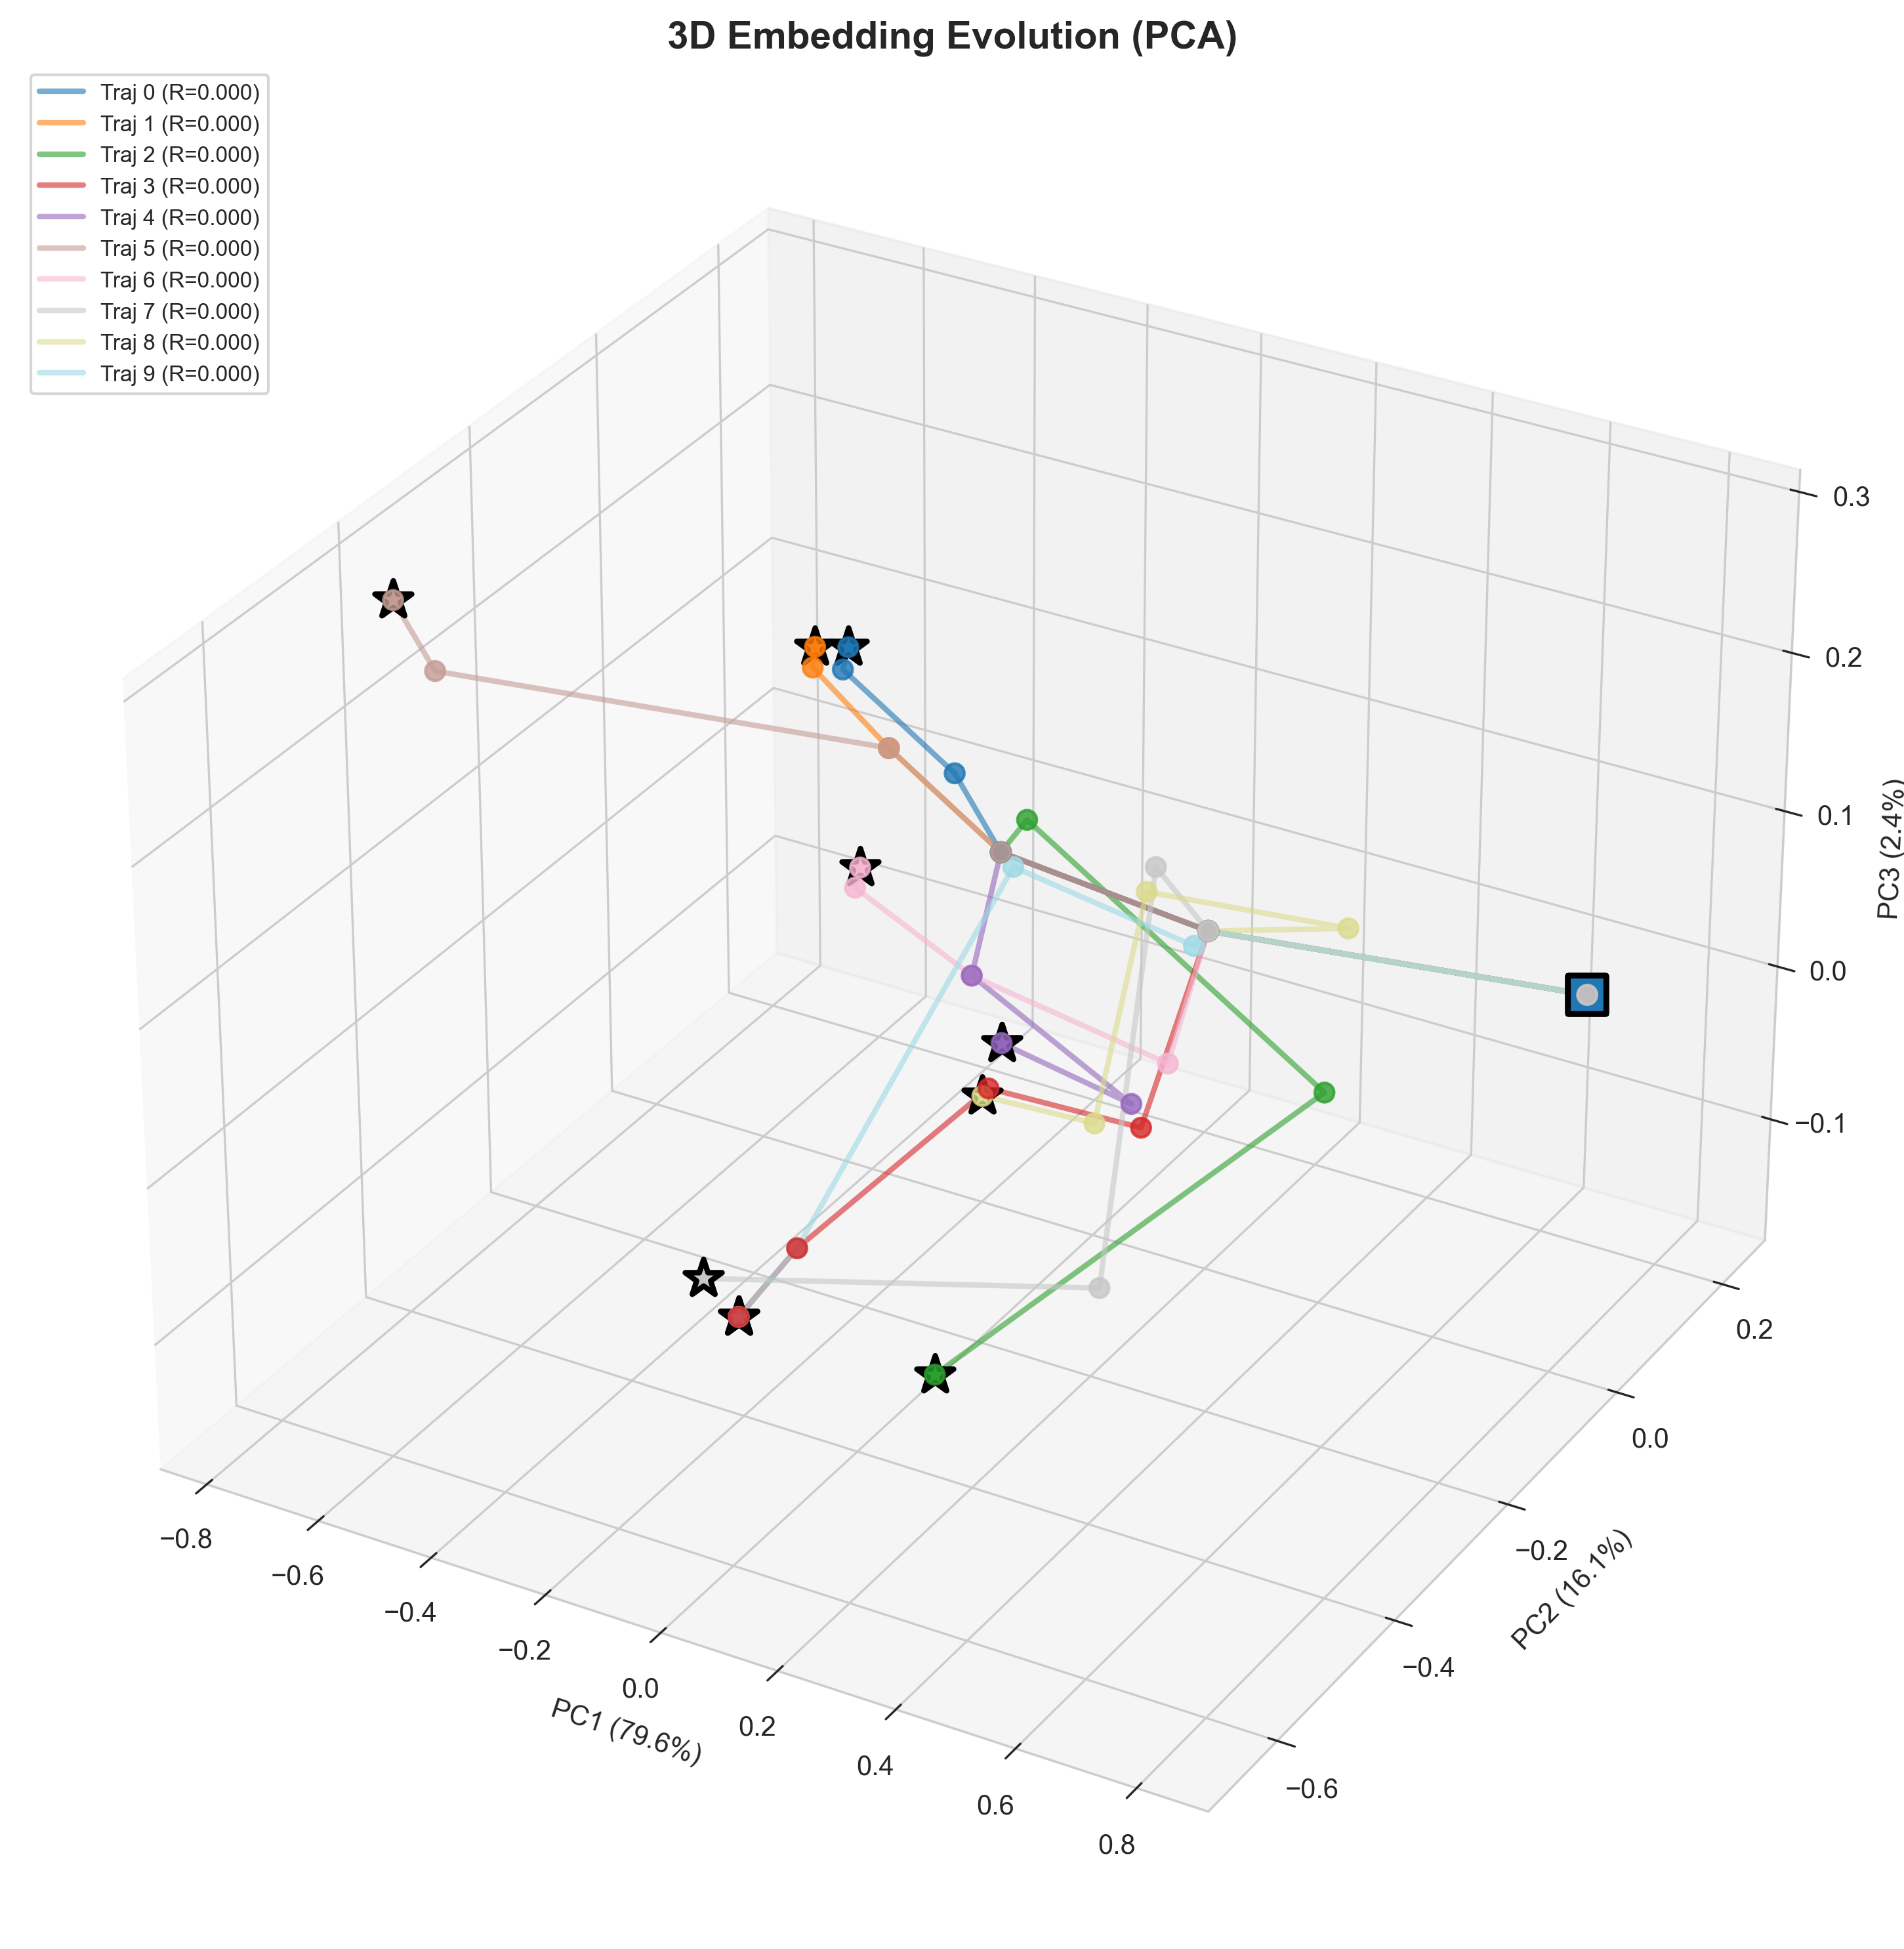 3D Embedding Evolution (PCA)
Traj 0 (R=0.000)
Traj 1 (R=0.000)
Traj 2 (R=0.000)
Traj 3 (R=0.000)
Traj 4 (R=0.000)
Traj 5 (R=0.000)
Traj 6 (R=0.000)
Traj 7 (R=0.000)
Traj 8 (R=0.000)
Traj 9 (R=0.000)
0.3
0.2
0.1
0.0
−0.1
PC3 (2.4%)
0.2
0.0
−0.2
−0.4
−0.6
PC2 (16.1%)
−0.8
−0.6
−0.4
−0.2
0.0
0.2
0.4
0.6
0.8
PC1 (79.6%)